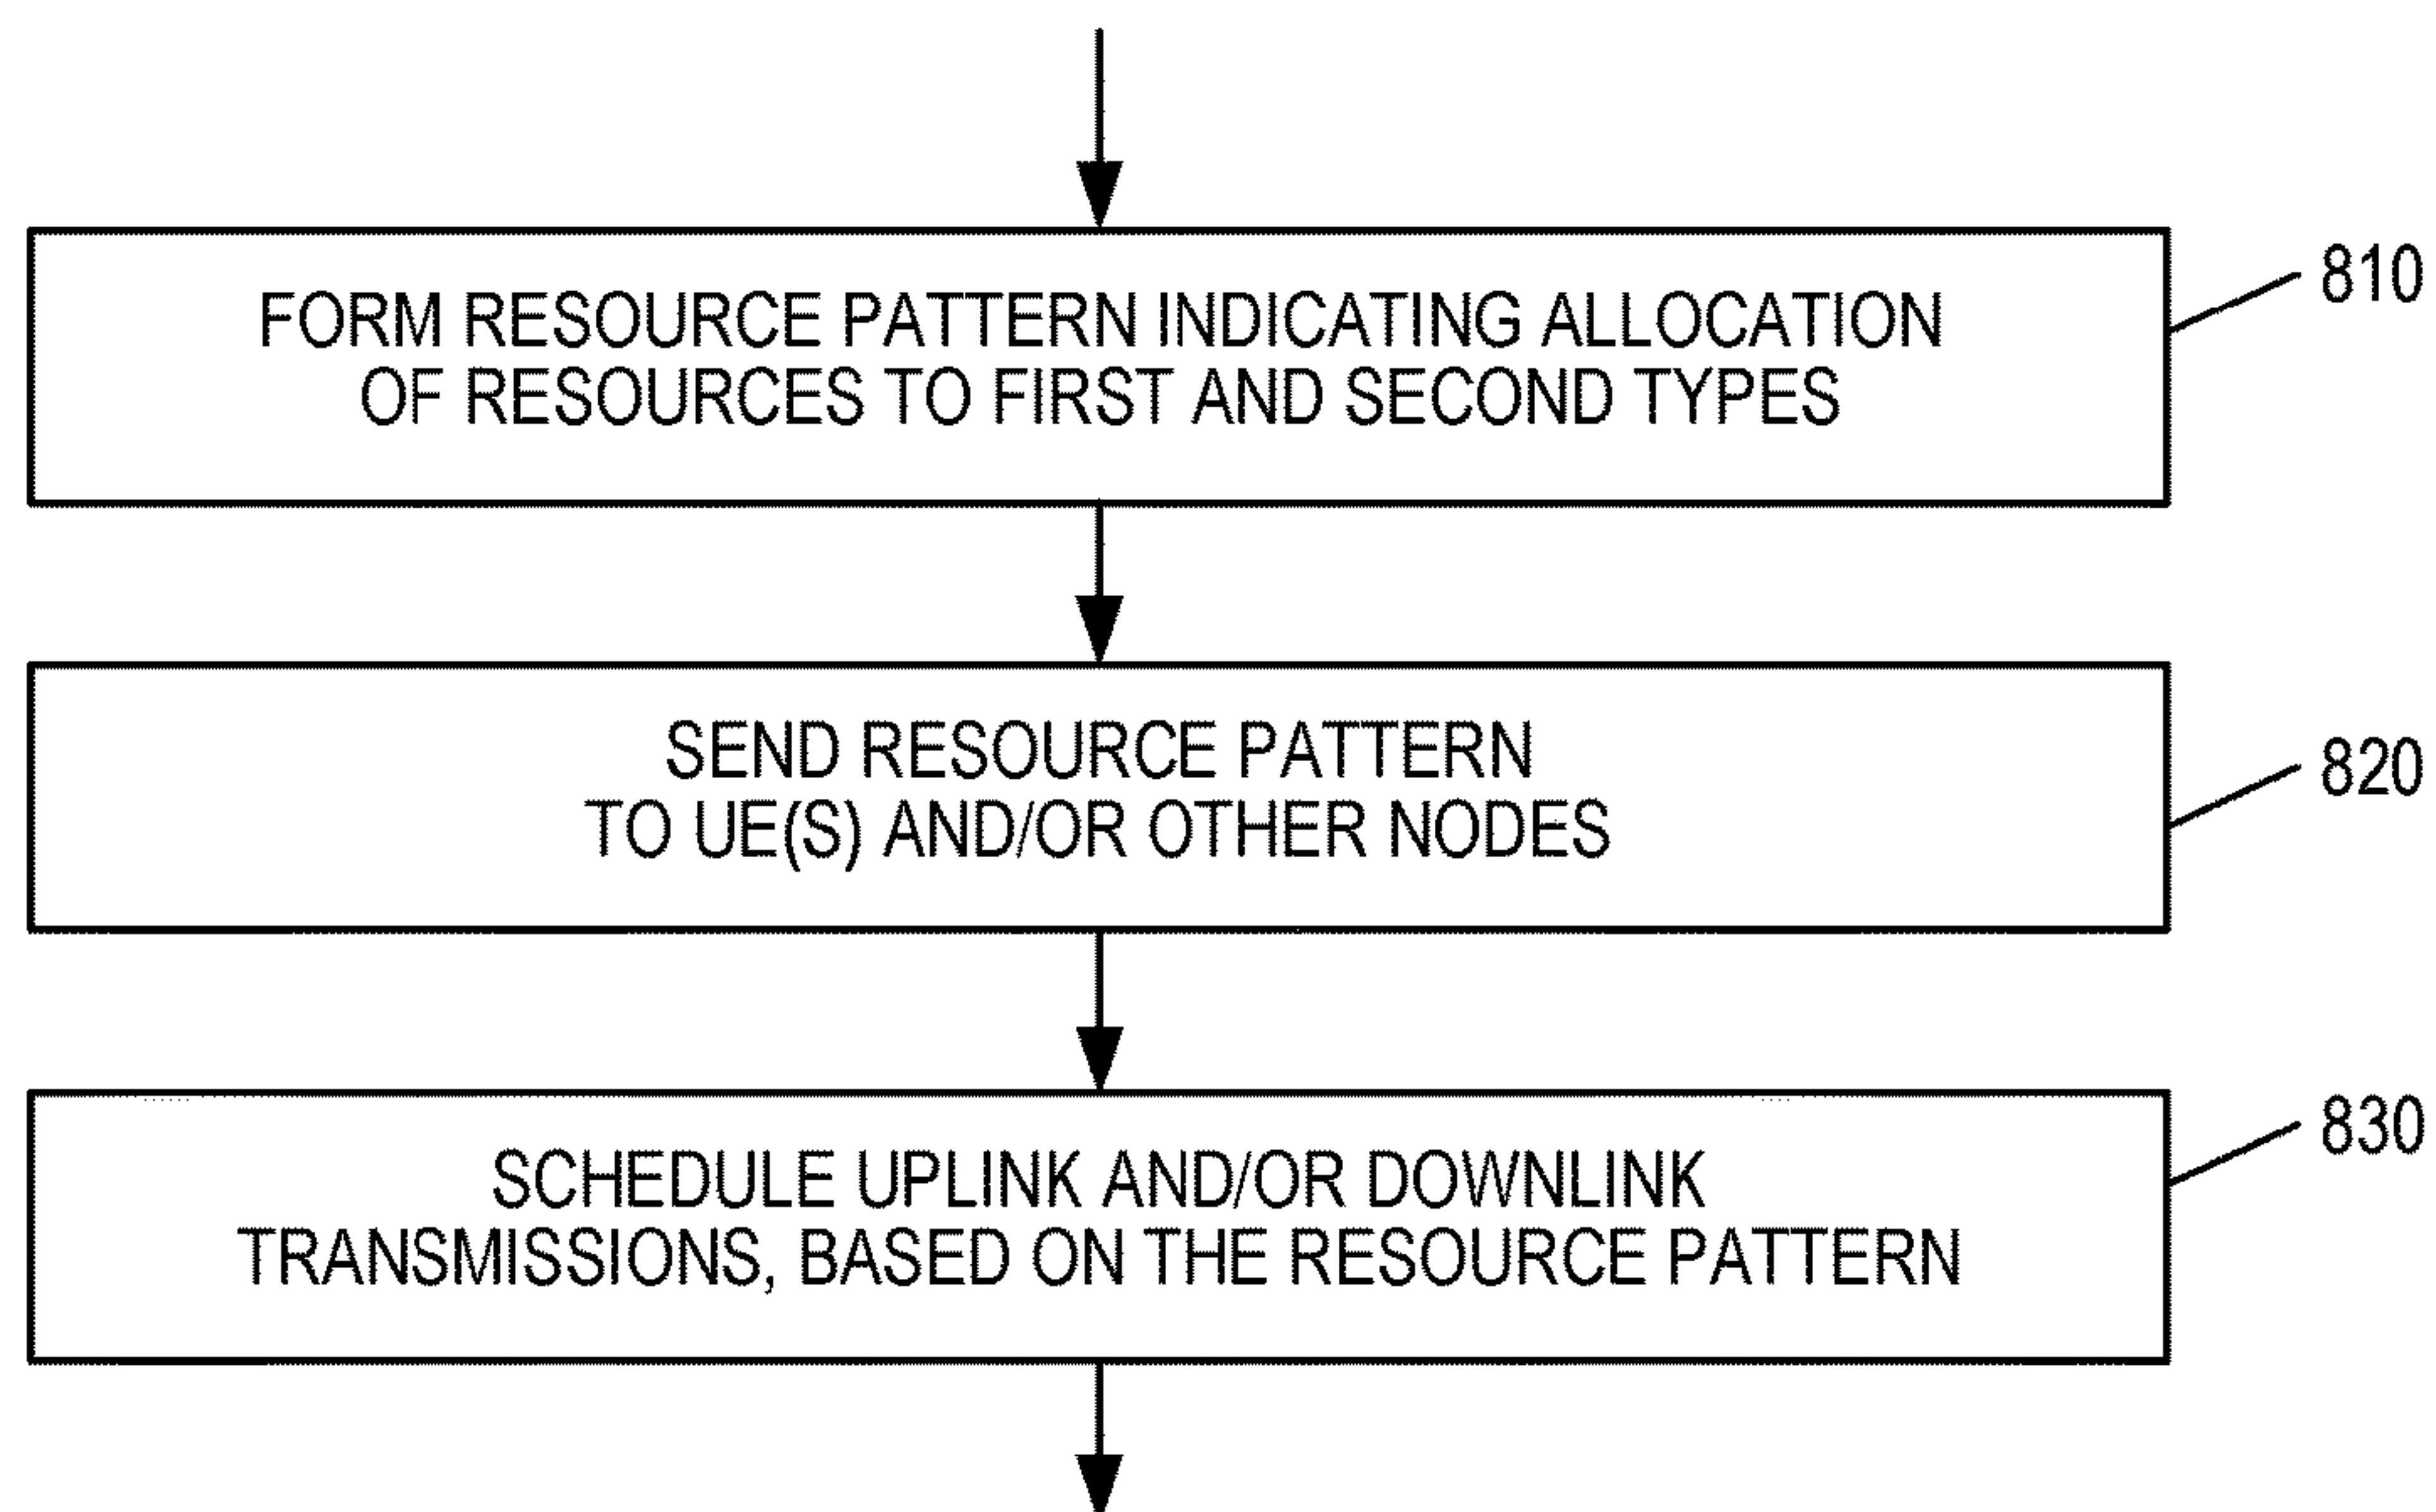 FORM RESOURCE PATTERN INDICATING ALLOCATION
OF RESOURCES TO FIRST AND SECOND TYPES
810
SEND RESOURCE PATTERN
TO UE(S) AND/OR OTHER NODES
820
SCHEDULE UPLINK AND/OR DOWNLINK
TRANSMISSIONS, BASED ON THE RESOURCE PATTERN
830